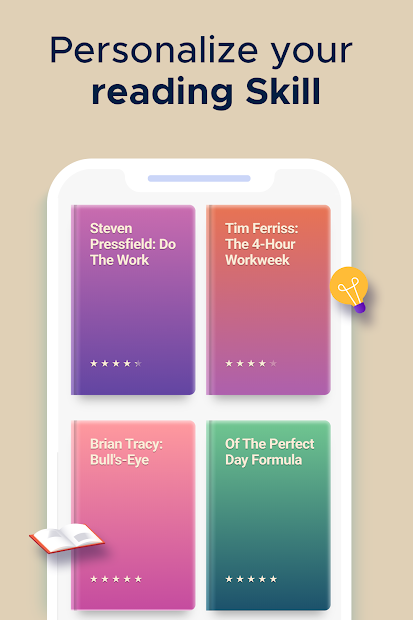 Personalize your
reading Skill
Steven
Pressfield: Do
The Work
Tim Ferriss:
The 4-Hour
Workweek
Brian Tracy:
Bull's-Eye
Of The Perfect
Day Formula